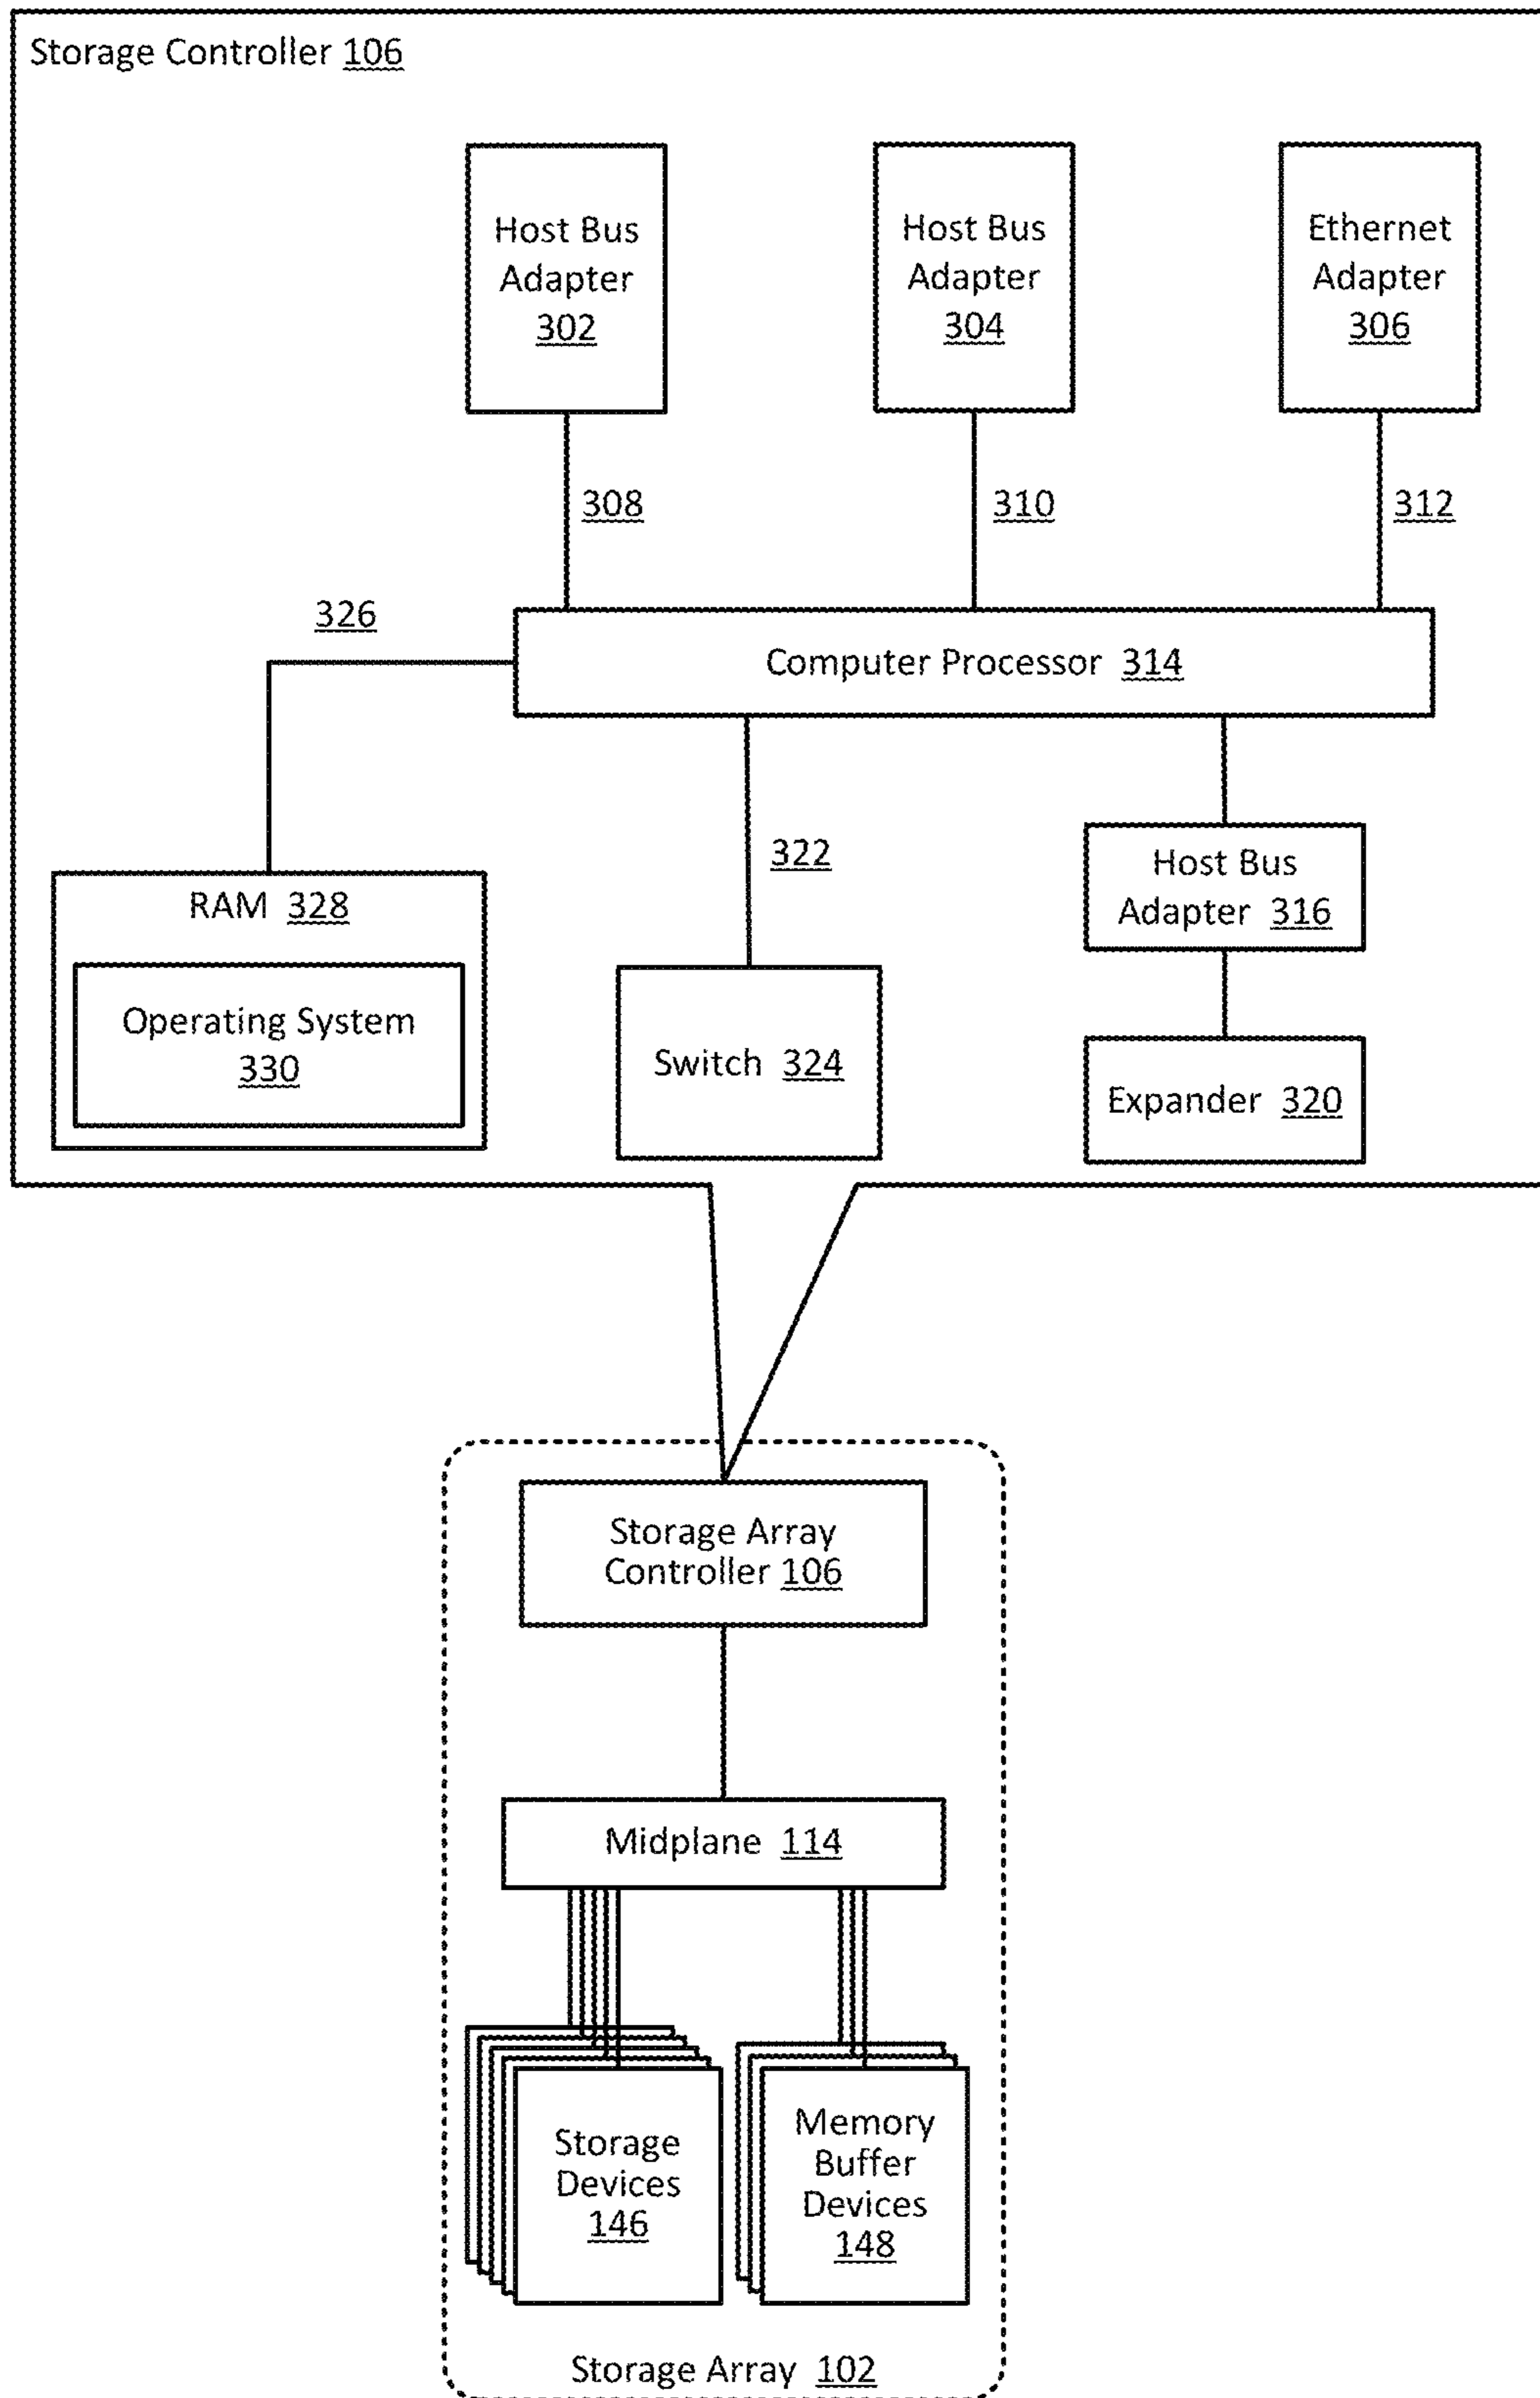 Storage Controller 106
Host Bus
Adapter
302
Host Bus
Adapter
304
Ethernet
Adapter
306
308
310
312
326
Computer Processor 314
322
Host Bus
Adapter 316
RAM 328
Operating System
330
Switch 324
Expander 320
Storage Array
Controller 106
Midplane 114
Storage
Devices
146
Memory
Buffer
Devices
148
Storage Array 102